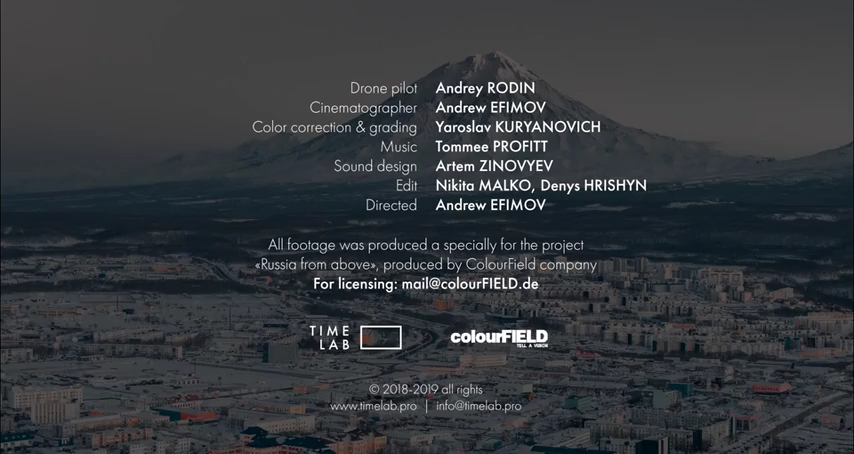 Drone pilot Andrey RODIN
Cinematographer Andrew EFIMOV
Color correction & grading Yaroslav KURYANOVICH
Music Tommee PROFITT
Sound design Artem ZINOVYEV
Edit Nikita MALKO, Denys HRISHYN
Directed Andrew EFIMOV
All footage was produced a specially for the project
«Russia from above», produced by ColourField company
For licensing: mail@colourFIELD.de
TIME
LAB
colourFIELD
TELL A VISION
© 2018-2019 all rights
www.timelab.pro | info@timelab.pro